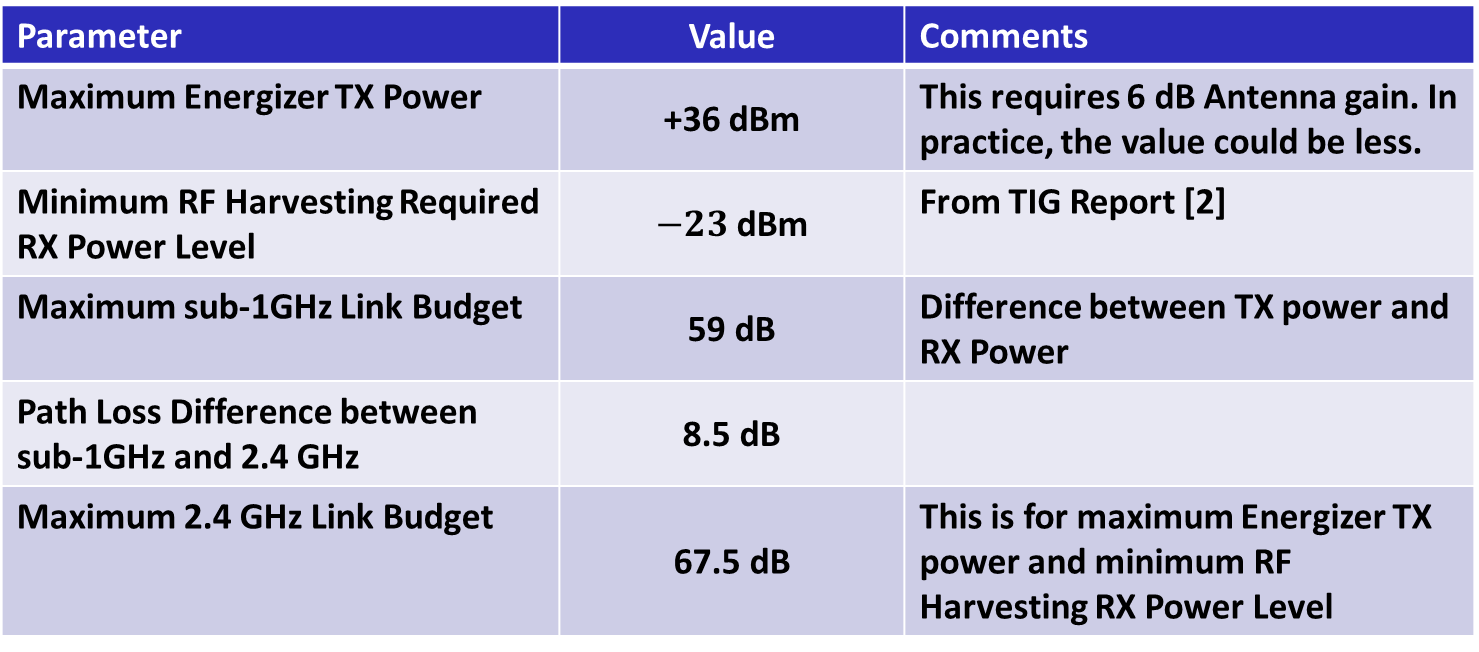 Parameter
Value
Comments
Maximum Energizer TX Power
+36 dBm
This requires 6 dB Antenna gain. In
practice, the value could be less.
Minimum RF Harvesting Required
RX Power Level
−23 dBm
From TIG Report [2]
Maximum sub-1GHz Link Budget
59 dB
Difference between TX power and
RX Power
Path Loss Difference between
sub-1GHz and 2.4 GHz
8.5 dB
Maximum 2.4 GHz Link Budget
67.5 dB
This is for maximum Energizer TX
power and minimum RF
Harvesting RX Power Level